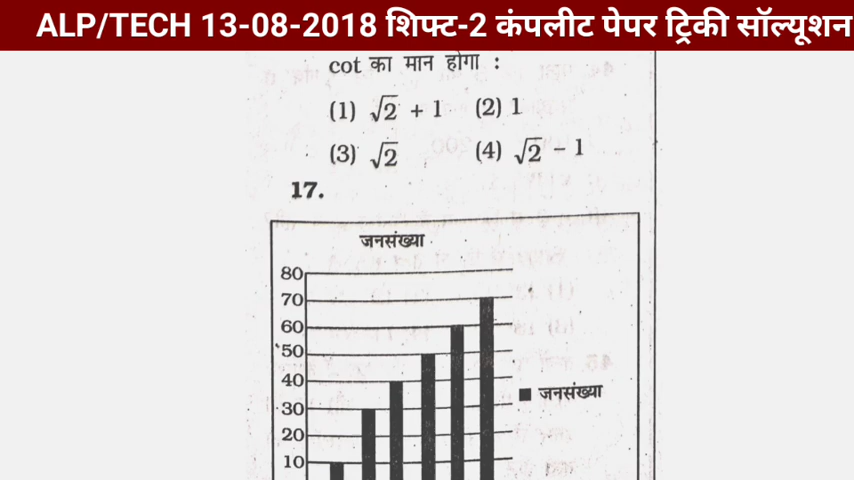 ALP/TECH 13-08-2018 शिफ्ट-2 कंपलीट पेपर ट्रिकी सॉल्यूशन
cot का मान होगा :
(1) √2 + 1 (2) 1
(3) √2 (4) √2 - 1
17.
जनसंख्या
80
70
60
50
40
■ जनसंख्या
30
20
10